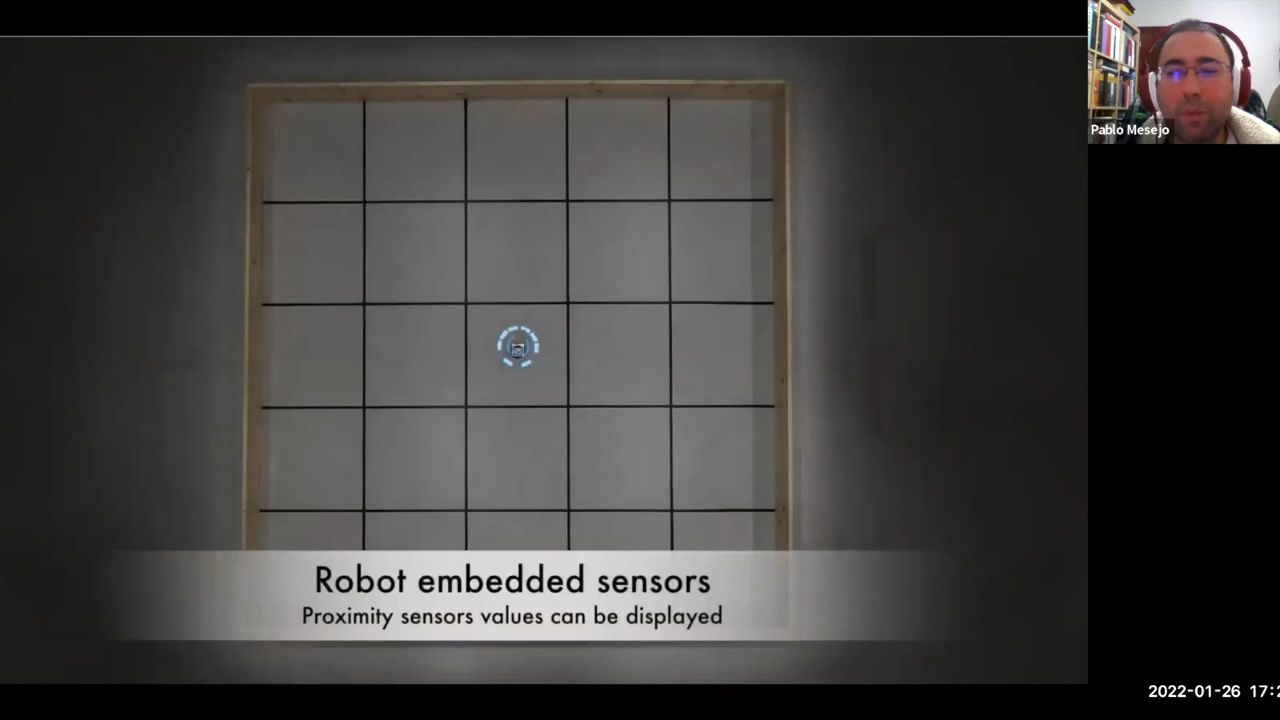 Pablo Mesejo
Robot embedded sensors
Proximity sensors values can be displayed
2022-01-26 17:2